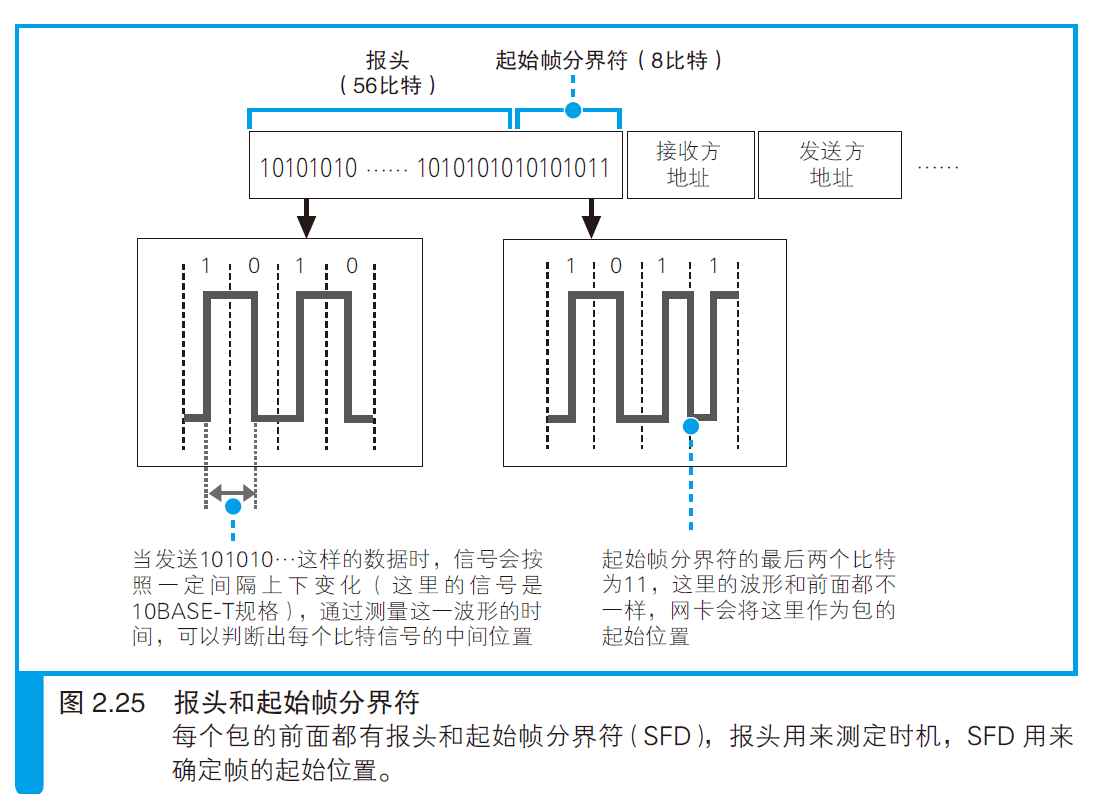 报头
（56比特）
起始帧分界符（8比特）
10101010 …… 1010101010101011
接收方
地址
发送方
地址
……
1 0 1 0
1 0 1 1
当发送101010…这样的数据时，信号会按
照一定间隔上下变化（这里的信号是
10BASE-T规格），通过测量这一波形的时
间，可以判断出每个比特信号的中间位置
起始帧分界符的最后两个比特
为11，这里的波形和前面都不
一样，网卡会将这里作为包的
起始位置
图 2.25 报头和起始帧分界符
每个包的前面都有报头和起始帧分界符（SFD），报头用来测定时机，SFD 用来
确定帧的起始位置。